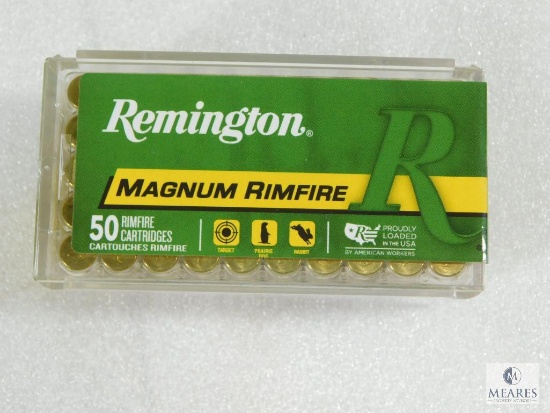 Remington®
MAGNUM RIMFIRE
R
50 RIMFIRE
CARTRIDGES
CARTOUCHES RIMFIRE
TARGET
PRAIRIE
DOG
RABBIT
R
PROUDLY
LOADED
IN THE USA
BY AMERICAN WORKERS
M
MEARES